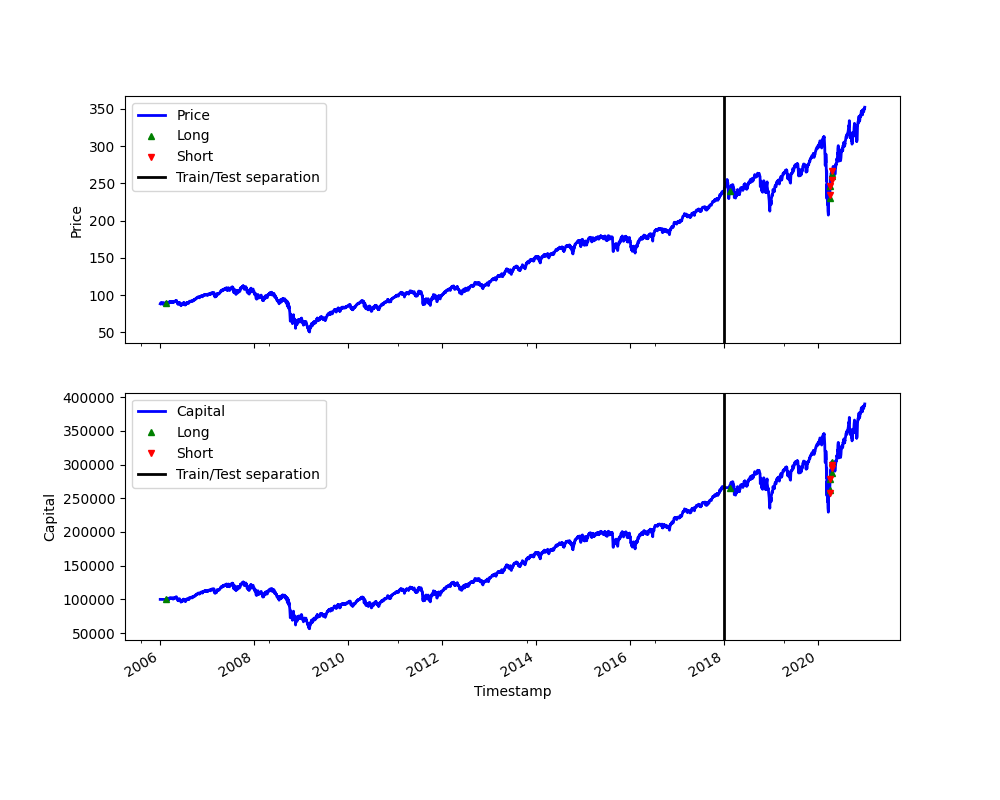 Price
Long
Short
Train/Test separation
350
300
250
200
150
100
50
Price
Capital
Long
Short
Train/Test separation
400000
350000
300000
250000
200000
150000
100000
50000
Capital
2006
2008
2010
2012
2014
2016
2018
2020
Timestamp